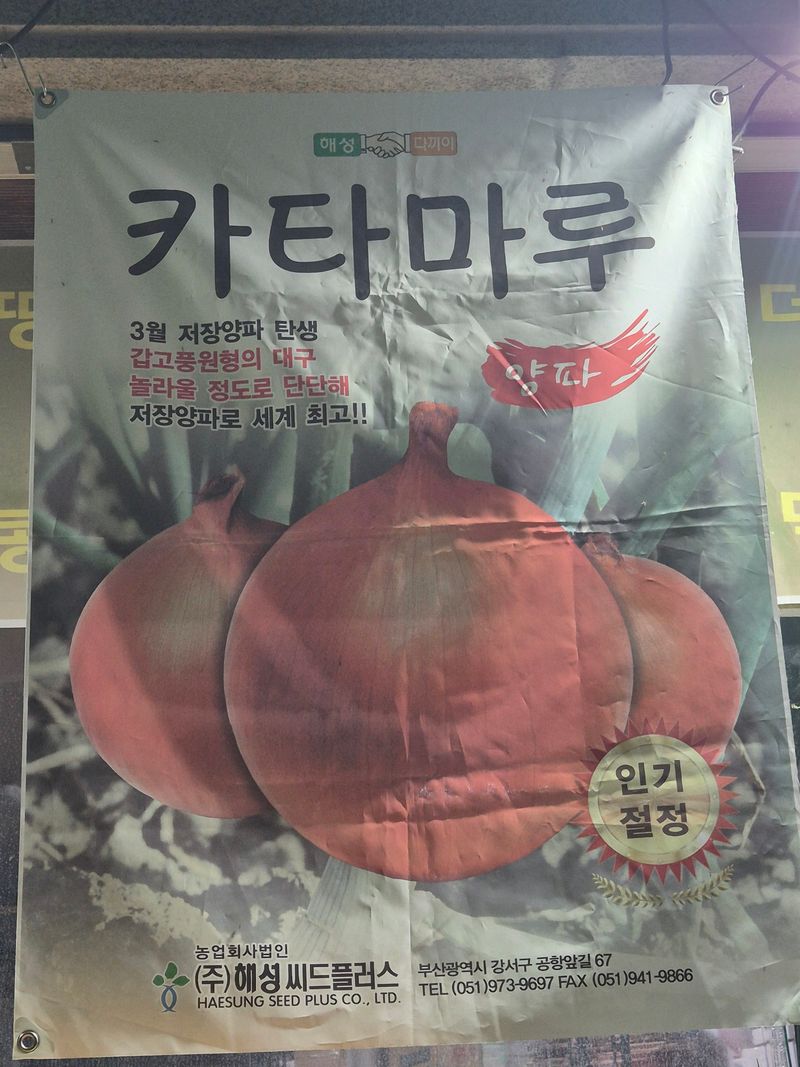 해성 다끼이
카타마루
3월 저장양파 탄생
갑고풍원형의 대구
놀라울 정도로 단단해
저장양파로 세계 최고!!
양파
인기
절정
농업회사법인
(주)해성씨드플러스
HAESUNG SEED PLUS CO., LTD.
부산광역시 강서구 공항앞길 67
TEL (051)973-9697 FAX (051)941-9866